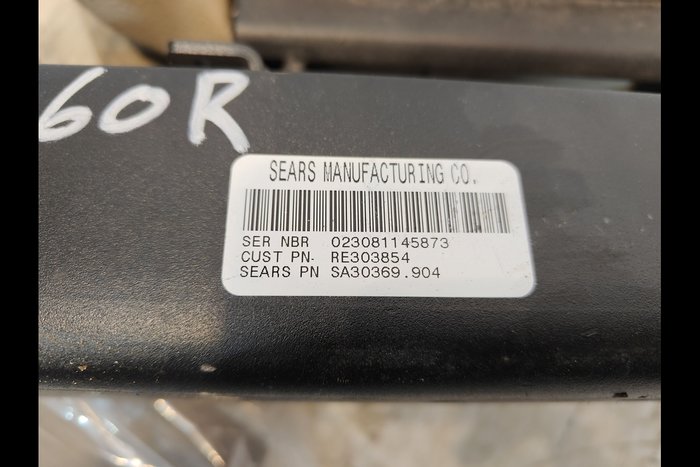 60R
SEARS MANUFACTURING CO.
SER NBR 023081145873
CUST PN. RE303854
SEARS PN SA30369.904